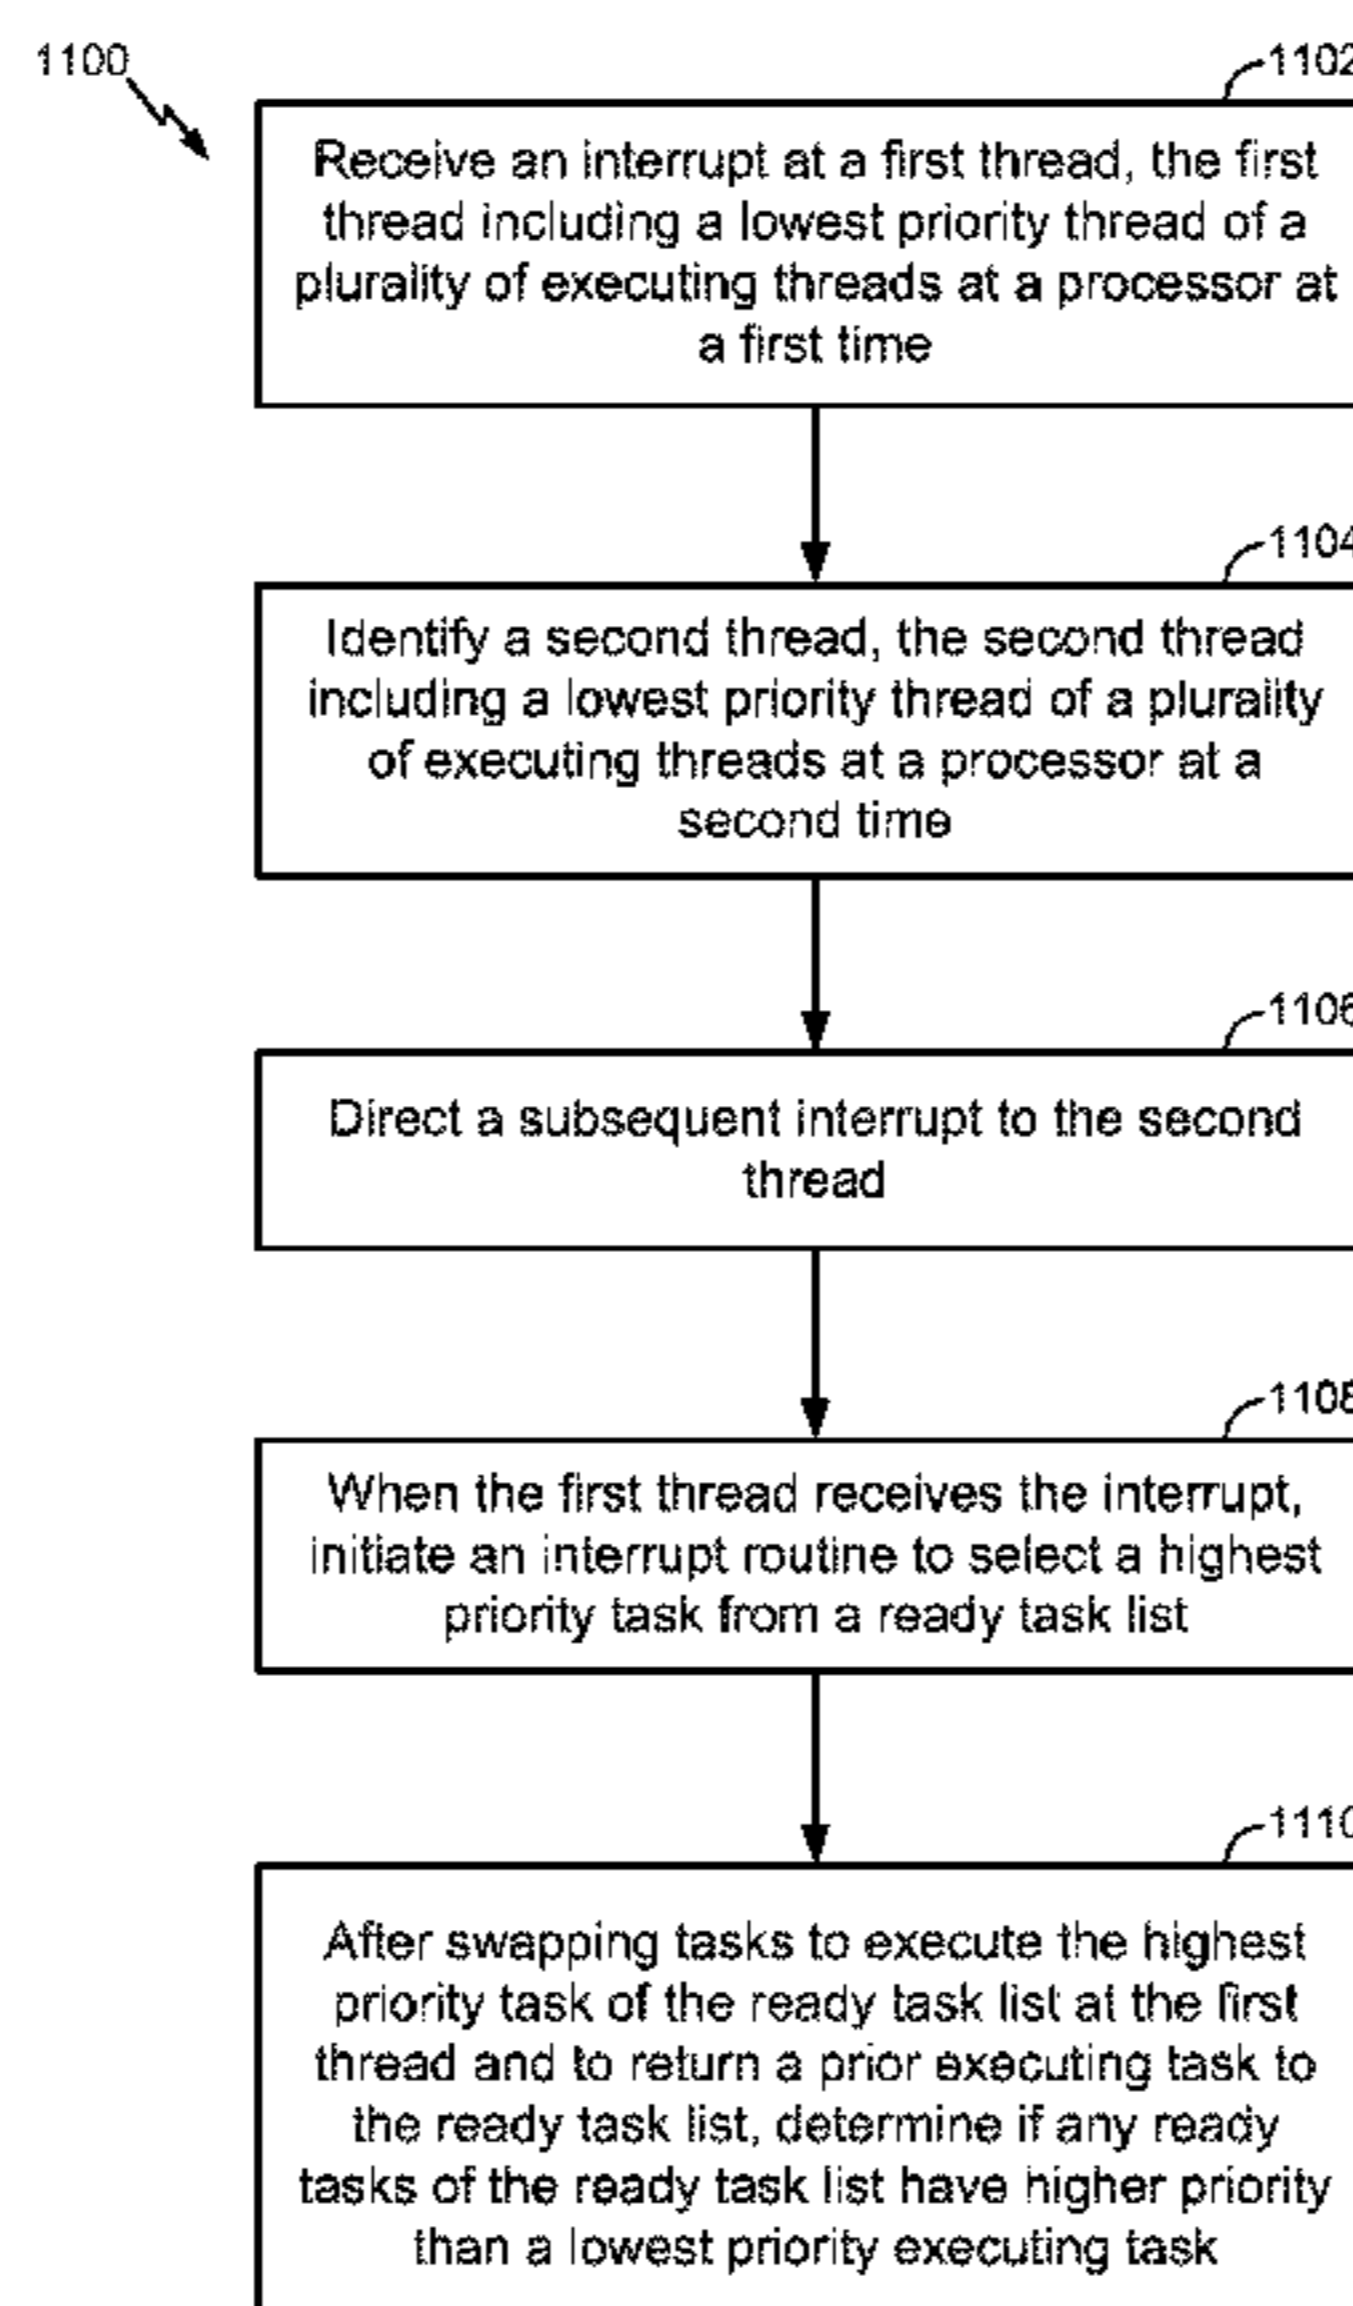 1100
1102
Receive an interrupt at a first thread, the first
thread including a lowest priority thread of a
plurality of executing threads at a processor at
a first time
1104
Identify a second thread, the second thread
including a lowest priority thread of a plurality
of executing threads at a processor at a
second time
1106
Direct a subsequent interrupt to the second
thread
1108
When the first thread receives the interrupt,
initiate an interrupt routine to select a highest
priority task from a ready task list
1110
After swapping tasks to execute the highest
priority task of the ready task list at the first
thread and to return a prior executing task to
the ready task list, determine if any ready
tasks of the ready task list have higher priority
than a lowest priority executing task